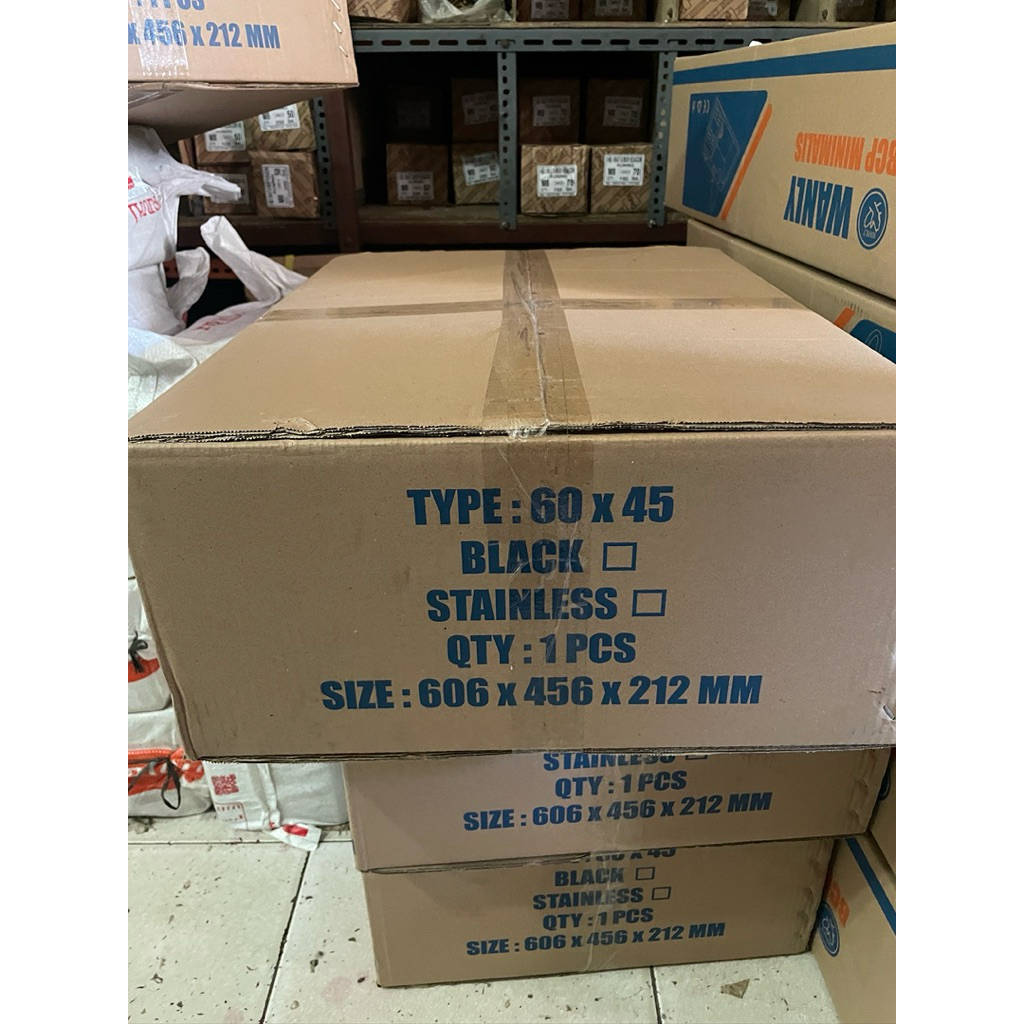 x 456 x 212 MM
BCP MINIMALIS
WANLY
TYPE : 60 x 45
BLACK
STAINLESS
QTY : 1 PCS
SIZE : 606 x 456 x 212 MM
STAINLESS
QTY : 1 PCS
SIZE : 606 x 456 x 212 MM
BLACK
STAINLESS
QTY : 1 PCS
SIZE : 606 x 456 x 212 MM